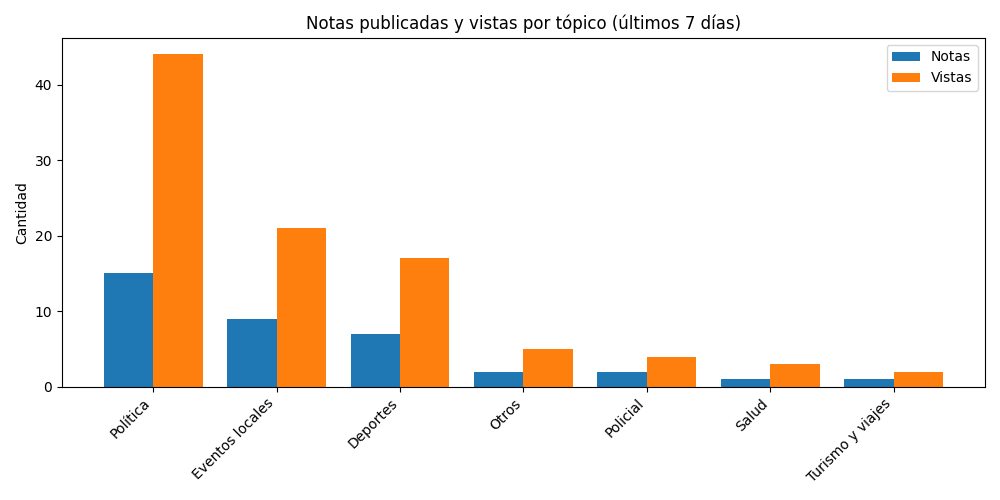 Notas publicadas y vistas por tópico (últimos 7 días)
Notas
Vistas
Cantidad
40
30
20
10
0
Política
Eventos locales
Deportes
Otros
Policial
Salud
Turismo y viajes